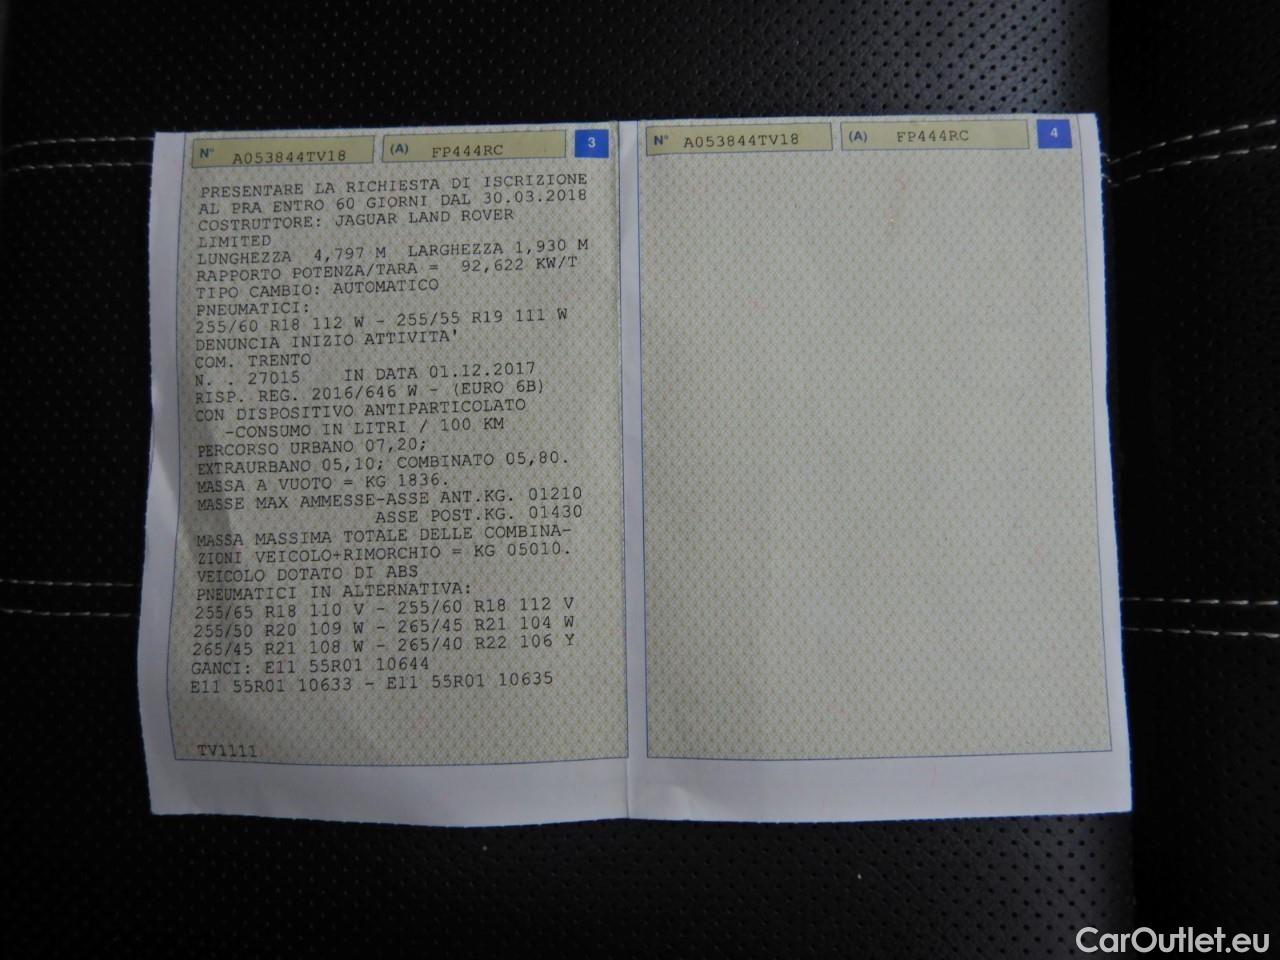 N° A053844TV18 (A) FP444RC 3
PRESENTARE LA RICHIESTA DI ISCRIZIONE
AL PRA ENTRO 60 GIORNI DAL 30.03.2018
COSTRUTTORE: JAGUAR LAND ROVER
LIMITED
LUNGHEZZA 4,797 M LARGHEZZA 1,930 M
RAPPORTO POTENZA/TARA = 92,622 KW/T
TIPO CAMBIO: AUTOMATICO
PNEUMATICI:
255/60 R18 112 W - 255/55 R19 111 W
DENUNCIA INIZIO ATTIVITA'
COM. TRENTO
N. . 27015 IN DATA 01.12.2017
RISP. REG. 2016/646 W - (EURO 6B)
CON DISPOSITIVO ANTIPARTICOLATO
-CONSUMO IN LITRI / 100 KM
PERCORSO URBANO 07,20;
EXTRAURBANO 05,10; COMBINATO 05,80.
MASSA A VUOTO = KG 1836.
MASSE MAX AMMESSE-ASSE ANT.KG. 01210
ASSE POST.KG. 01430
MASSA MASSIMA TOTALE DELLE COMBINA-
ZIONI VEICOLO+RIMORCHIO = KG 05010.
VEICOLO DOTATO DI ABS
PNEUMATICI IN ALTERNATIVA:
255/65 R18 110 V - 255/60 R18 112 V
255/50 R20 109 W - 265/45 R21 104 W
265/45 R21 108 W - 265/40 R22 106 Y
GANCI: E11 55R01 10644
E11 55R01 10633 - E11 55R01 10635
TV1111
N° A053844TV18 (A) FP444RC 4
CarOutlet.eu